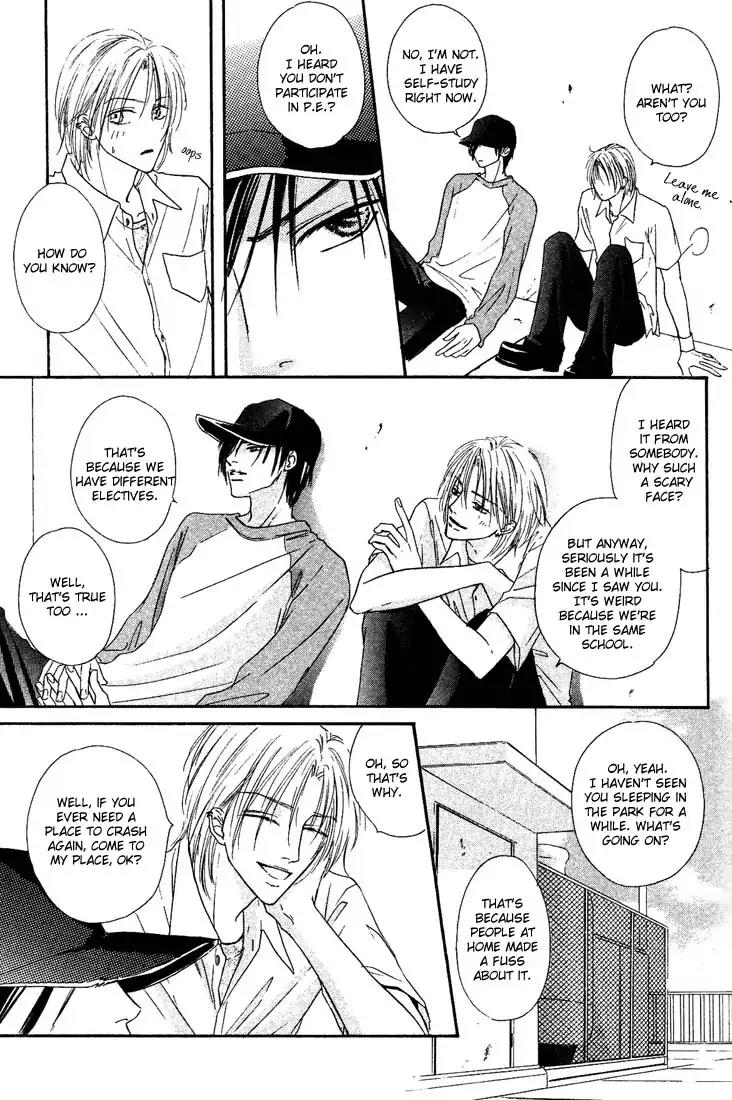 WHAT?
AREN'T YOU
TOO?
Leave me
alone.
NO, I'M NOT.
I HAVE
SELF-STUDY
RIGHT NOW.
OH.
I HEARD
YOU DON'T
PARTICIPATE
IN P.E.?
oops
HOW DO
YOU KNOW?
I HEARD
IT FROM
SOMEBODY.
WHY SUCH
A SCARY
FACE?
BUT ANYWAY,
SERIOUSLY IT'S
BEEN A WHILE
SINCE I SAW YOU.
IT'S WEIRD
BECAUSE WE'RE
IN THE SAME
SCHOOL.
THAT'S
BECAUSE WE
HAVE DIFFERENT
ELECTIVES.
WELL,
THAT'S TRUE
TOO ...
OH, YEAH.
I HAVEN'T SEEN
YOU SLEEPING IN
THE PARK FOR A
WHILE. WHAT'S
GOING ON?
THAT'S
BECAUSE
PEOPLE AT
HOME MADE
A FUSS
ABOUT IT.
OH, SO
THAT'S
WHY.
WELL, IF YOU
EVER NEED A
PLACE TO CRASH
AGAIN, COME TO
MY PLACE, OK?